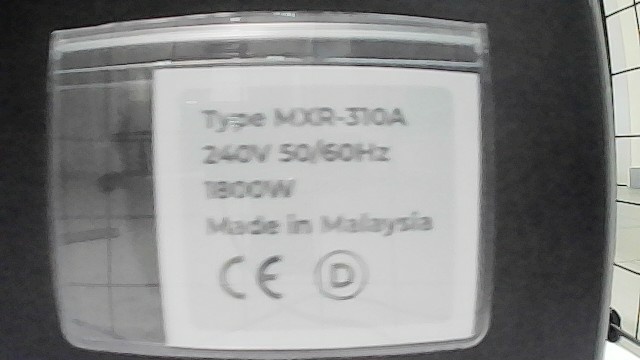 Type MXR-310A
240V 50/60Hz
1800W
Made in Malaysia
CE D